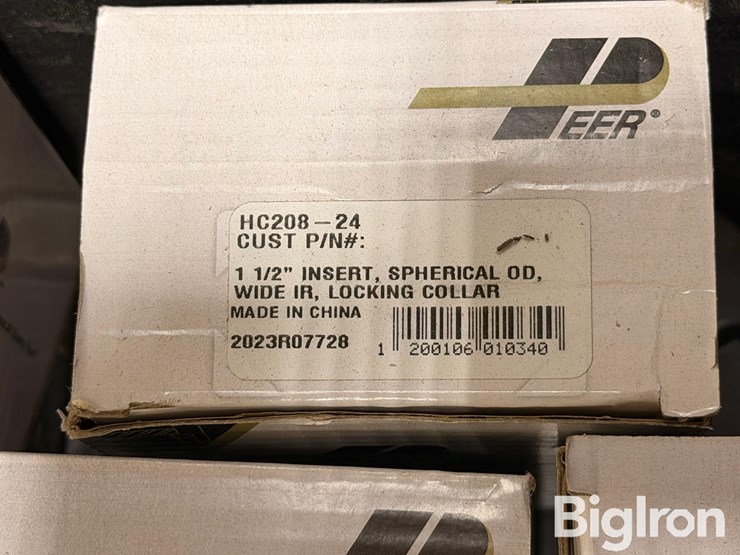 PEER®
HC208-24
CUST P/N#:
1 1/2" INSERT, SPHERICAL OD,
WIDE IR, LOCKING COLLAR
MADE IN CHINA
2023R07728
1 200106 010340
BigIron